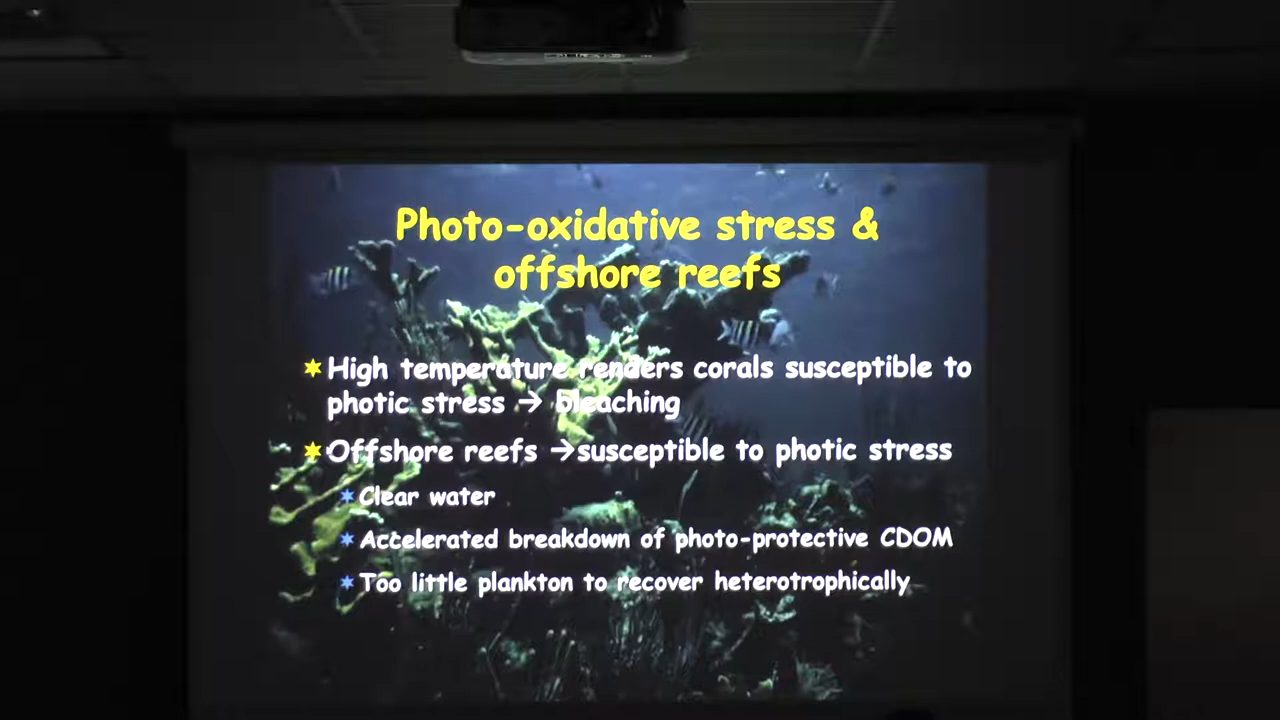 Photo-oxidative stress &
offshore reefs
High temperature renders corals susceptible to
photic stress → bleaching
Offshore reefs →susceptible to photic stress
Clear water
Accelerated breakdown of photo-protective CDOM
Too little plankton to recover heterotrophically